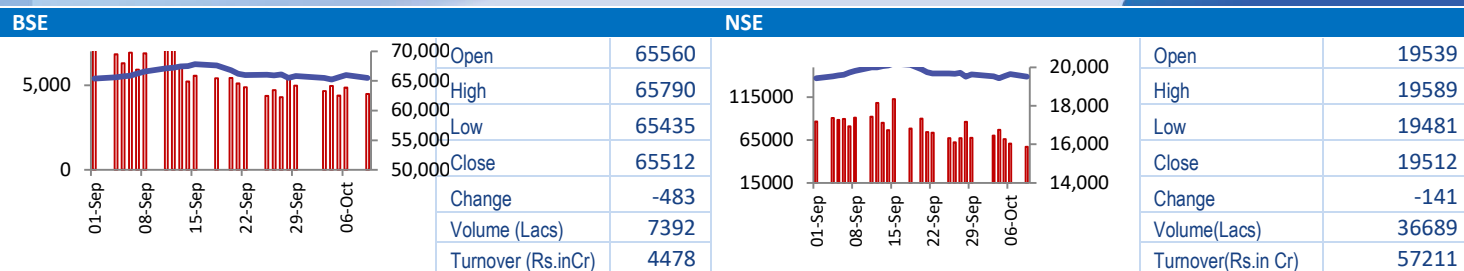 BSE
NSE
5,000
0
70,000
65,000
60,000
55,000
50,000
01-Sep
08-Sep
15-Sep
22-Sep
29-Sep
06-Oct
Open 65560
High 65790
Low 65435
Close 65512
Change -483
Volume (Lacs) 7392
Turnover (Rs.inCr) 4478
115000
65000
15000
20,000
18,000
16,000
14,000
01-Sep
08-Sep
15-Sep
22-Sep
29-Sep
06-Oct
Open 19539
High 19589
Low 19481
Close 19512
Change -141
Volume(Lacs) 36689
Turnover(Rs.in Cr) 57211